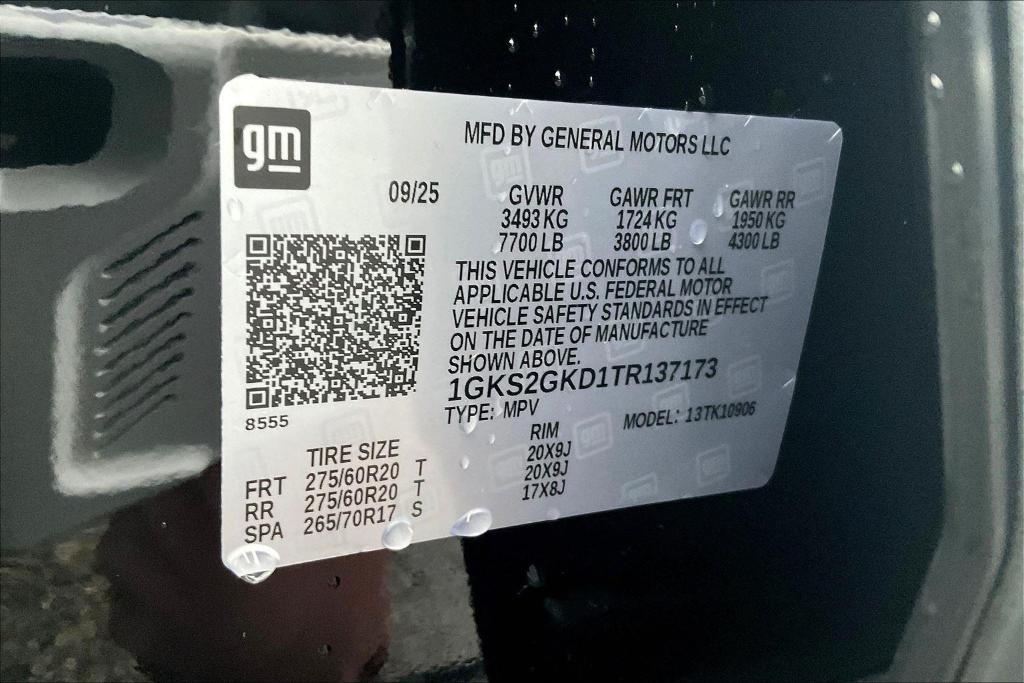 gm
MFD BY GENERAL MOTORS LLC
09/25 GVWR GAWR FRT GAWR RR
3493 KG 1724 KG 1950 KG
7700 LB 3800 LB 4300 LB
THIS VEHICLE CONFORMS TO ALL
APPLICABLE U.S. FEDERAL MOTOR
VEHICLE SAFETY STANDARDS IN EFFECT
ON THE DATE OF MANUFACTURE
SHOWN ABOVE.
1GKS2GKD1TR137173
8555
TYPE: MPV MODEL: 13TK10906
TIRE SIZE RIM
FRT 275/60R20 T 20X9J
RR 275/60R20 T 20X9J
SPA 265/70R17 S 17X8J